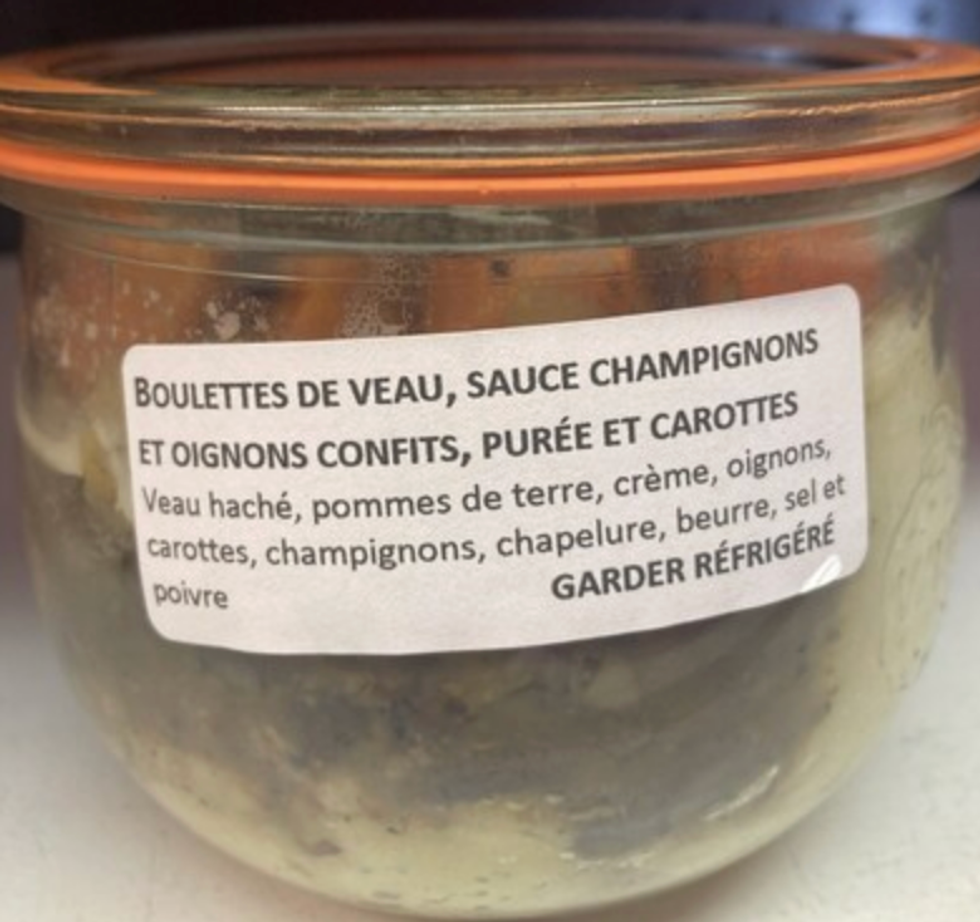 BOULETTES DE VEAU, SAUCE CHAMPIGNONS
ET OIGNONS CONFITS, PURÉE ET CAROTTES
Veau haché, pommes de terre, crème, oignons,
carottes, champignons, chapelure, beurre, sel et
poivre GARDER RÉFRIGÉRÉ